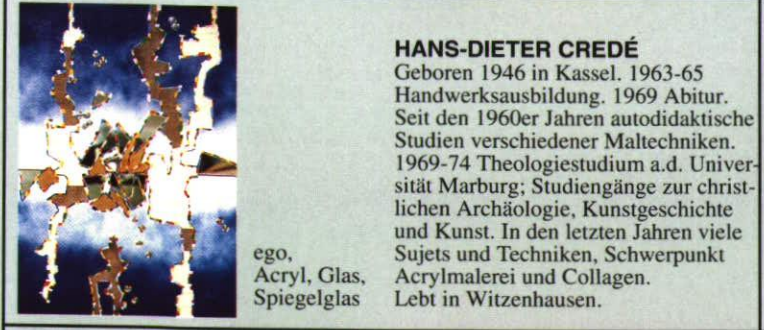 HANS-DIETER CREDÉ
Geboren 1946 in Kassel. 1963-65
Handwerksausbildung. 1969 Abitur.
Seit den 1960er Jahren autodidaktische
Studien verschiedener Maltechniken.
1969-74 Theologiestudium a.d. Univer-
sität Marburg; Studiengänge zur christ-
lichen Archäologie, Kunstgeschichte
und Kunst. In den letzten Jahren viele
Sujets und Techniken, Schwerpunkt
Acrylmalerei und Collagen.
Lebt in Witzenhausen.
ego,
Acryl, Glas,
Spiegelglas